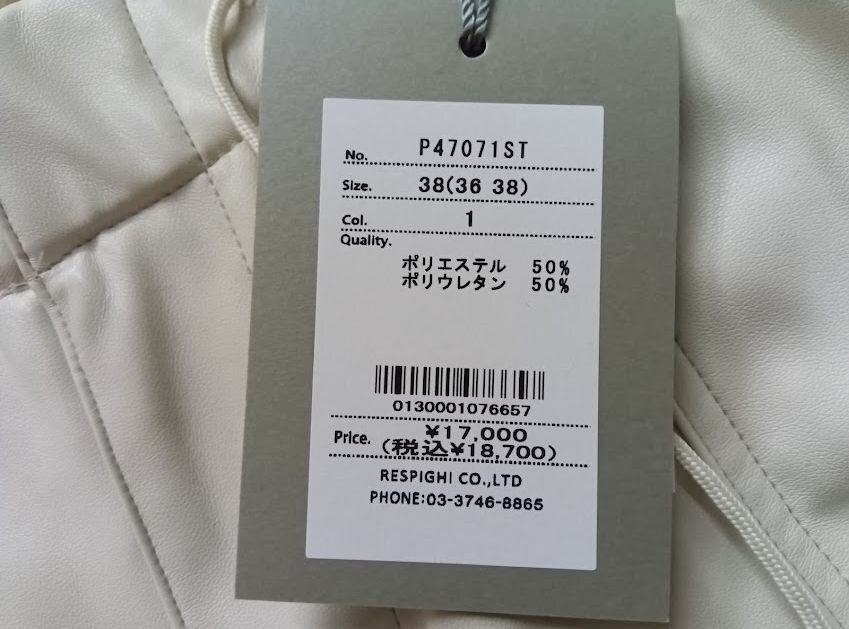 No. P47071ST
Size. 38(36 38)
Col. 1
Quality.
ポリエステル 50%
ポリウレタン 50%
0130001076657
Price. ¥17,000
(税込¥18,700)
RESPIGHI CO.,LTD
PHONE:03-3746-8865